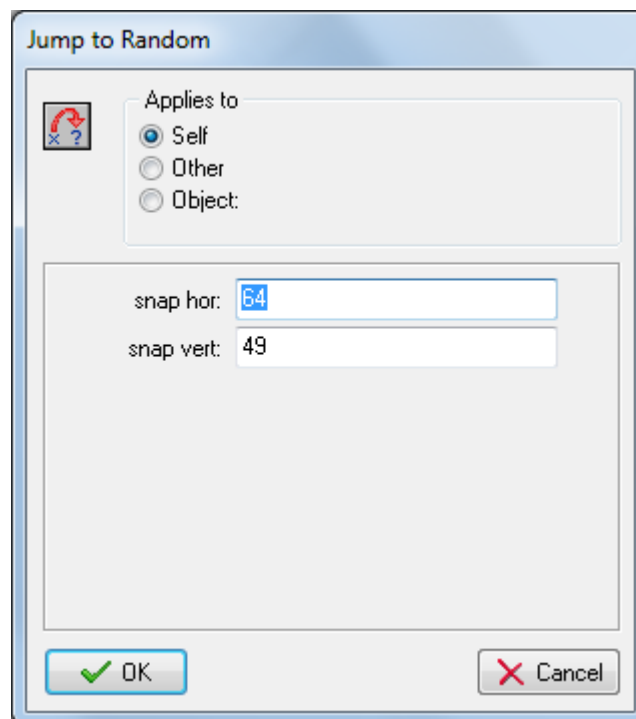 Jump to Random
Applies to
Self
Other
Object:
x ?
snap hor: 64
snap vert: 49
OK
Cancel